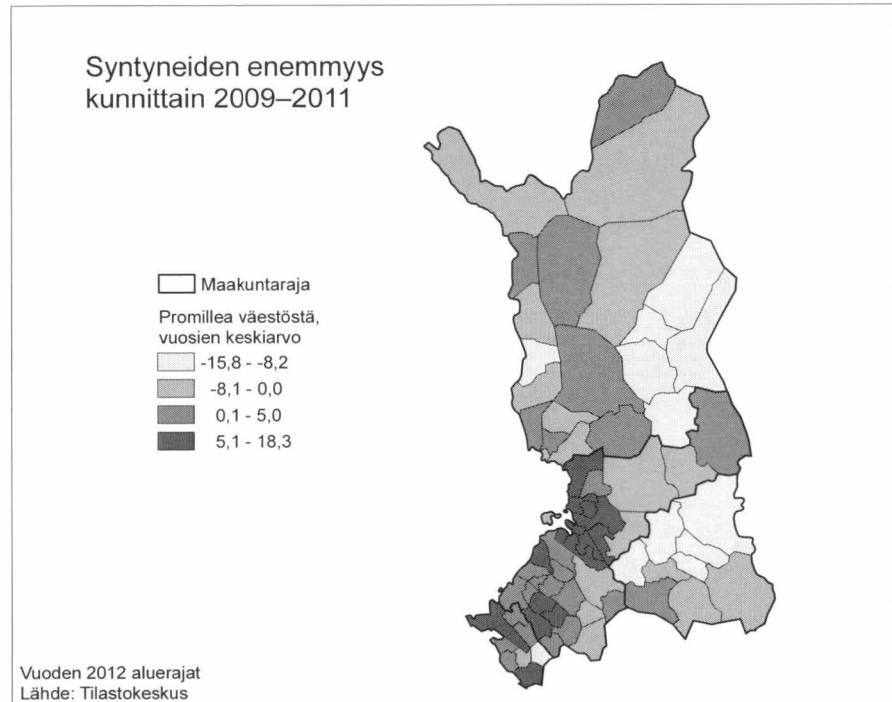 Syntyneiden enemmyys
kunnittain 2009–2011
Maakuntaraja
Promillea väestöstä,
vuosien keskiarvo
-15,8 - -8,2
-8,1 - 0,0
0,1 - 5,0
5,1 - 18,3
Vuoden 2012 aluerajat
Lähde: Tilastokeskus